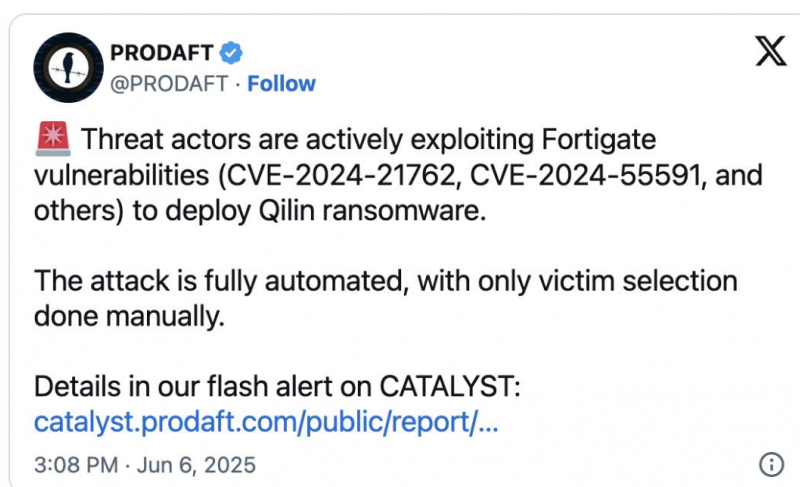 PRODAFT
@PRODAFT · Follow
🚨 Threat actors are actively exploiting Fortigate
vulnerabilities (CVE-2024-21762, CVE-2024-55591, and
others) to deploy Qilin ransomware.
The attack is fully automated, with only victim selection
done manually.
Details in our flash alert on CATALYST:
catalyst.prodaft.com/public/report/...
3:08 PM · Jun 6, 2025